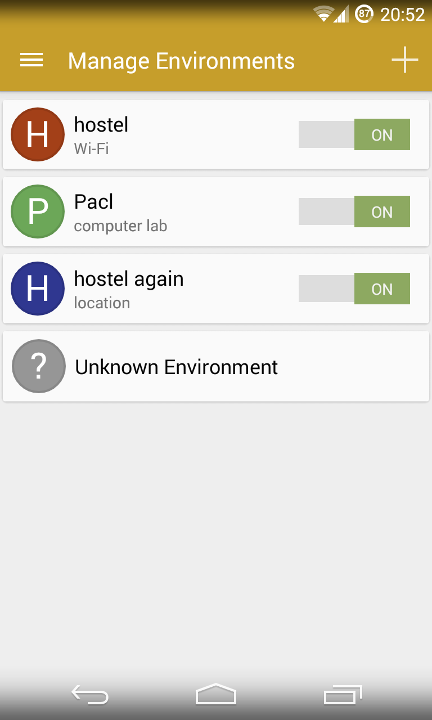 87 20:52
Manage Environments
H hostel ON
Wi-Fi
P Pacl ON
computer lab
H hostel again ON
location
? Unknown Environment